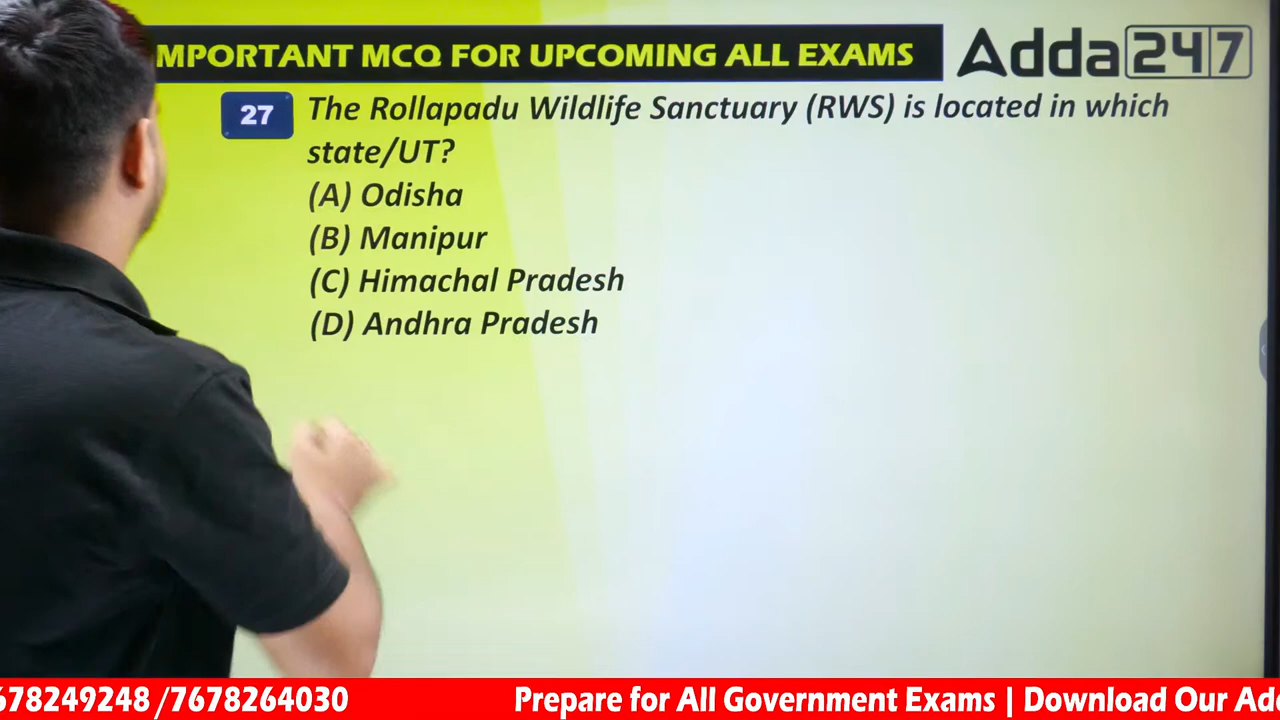 MPORTANT MCQ FOR UPCOMING ALL EXAMS
Adda247
27
The Rollapadu Wildlife Sanctuary (RWS) is located in which
state/UT?
(A) Odisha
(B) Manipur
(C) Himachal Pradesh
(D) Andhra Pradesh
678249248 /7678264030 Prepare for All Government Exams | Download Our Add